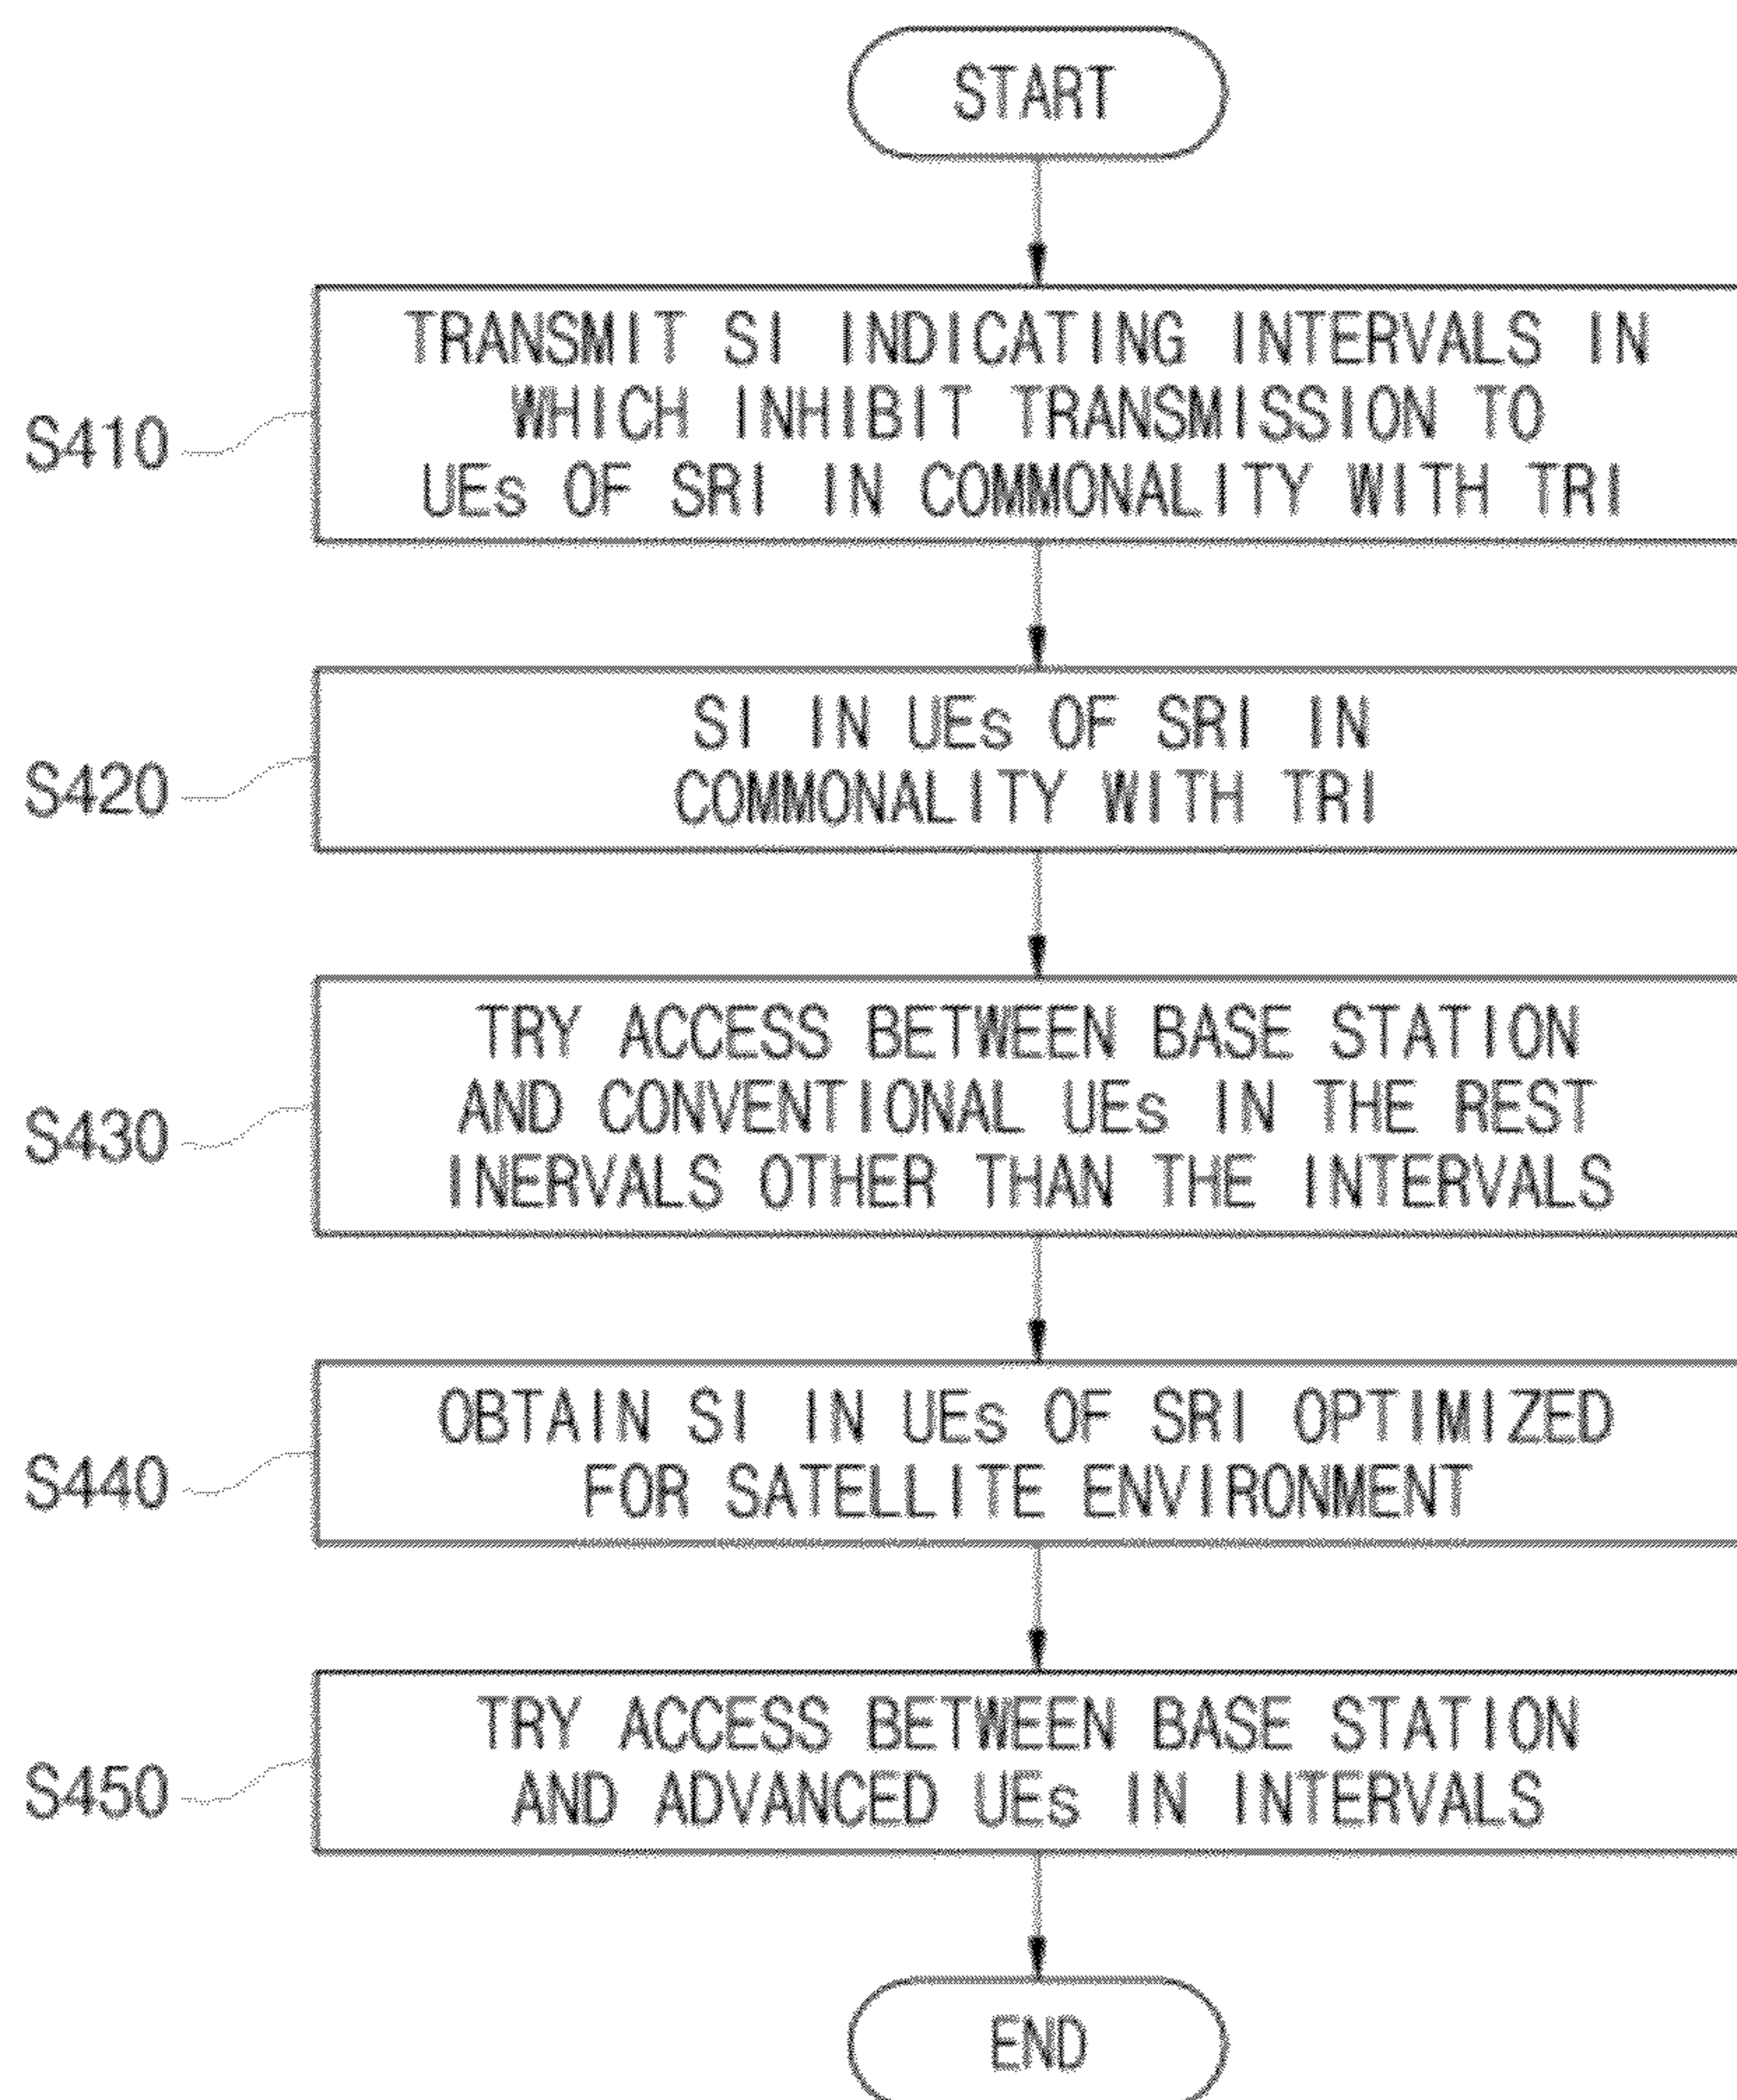 START
TRANSMIT SI INDICATING INTERVALS IN
WHICH INHIBIT TRANSMISSION TO
UEs OF SRI IN COMMONALITY WITH TRI
S410
SI IN UEs OF SRI IN
COMMONALITY WITH TRI
S420
TRY ACCESS BETWEEN BASE STATION
AND CONVENTIONAL UEs IN THE REST
INERVALS OTHER THAN THE INTERVALS
S430
OBTAIN SI IN UEs OF SRI OPTIMIZED
FOR SATELLITE ENVIRONMENT
S440
TRY ACCESS BETWEEN BASE STATION
AND ADVANCED UEs IN INTERVALS
S450
END